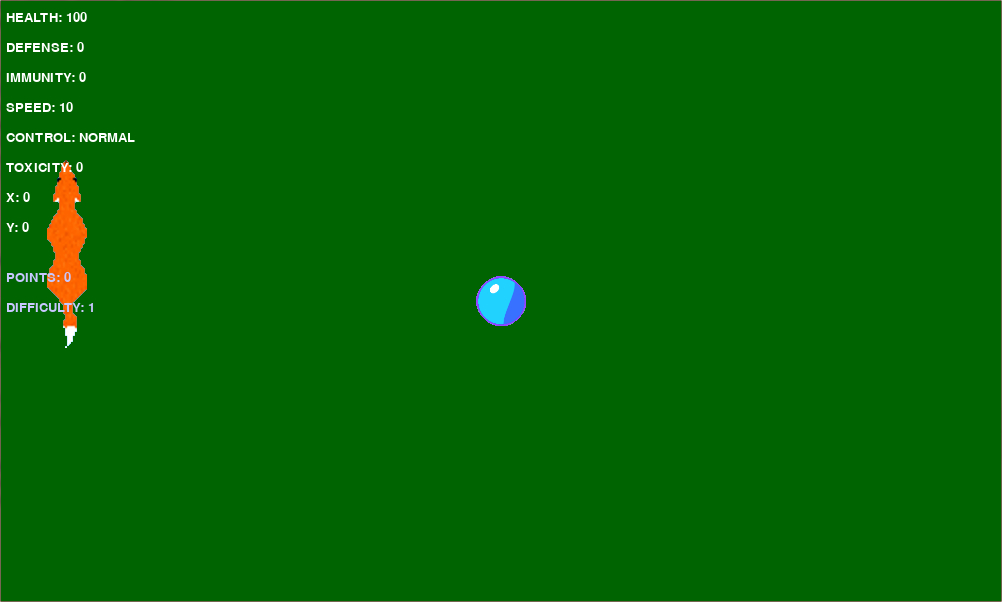 HEALTH: 100
DEFENSE: 0
IMMUNITY: 0
SPEED: 10
CONTROL: NORMAL
TOXICITY: 0
X: 0
Y: 0
POINTS: 0
DIFFICULTY: 1